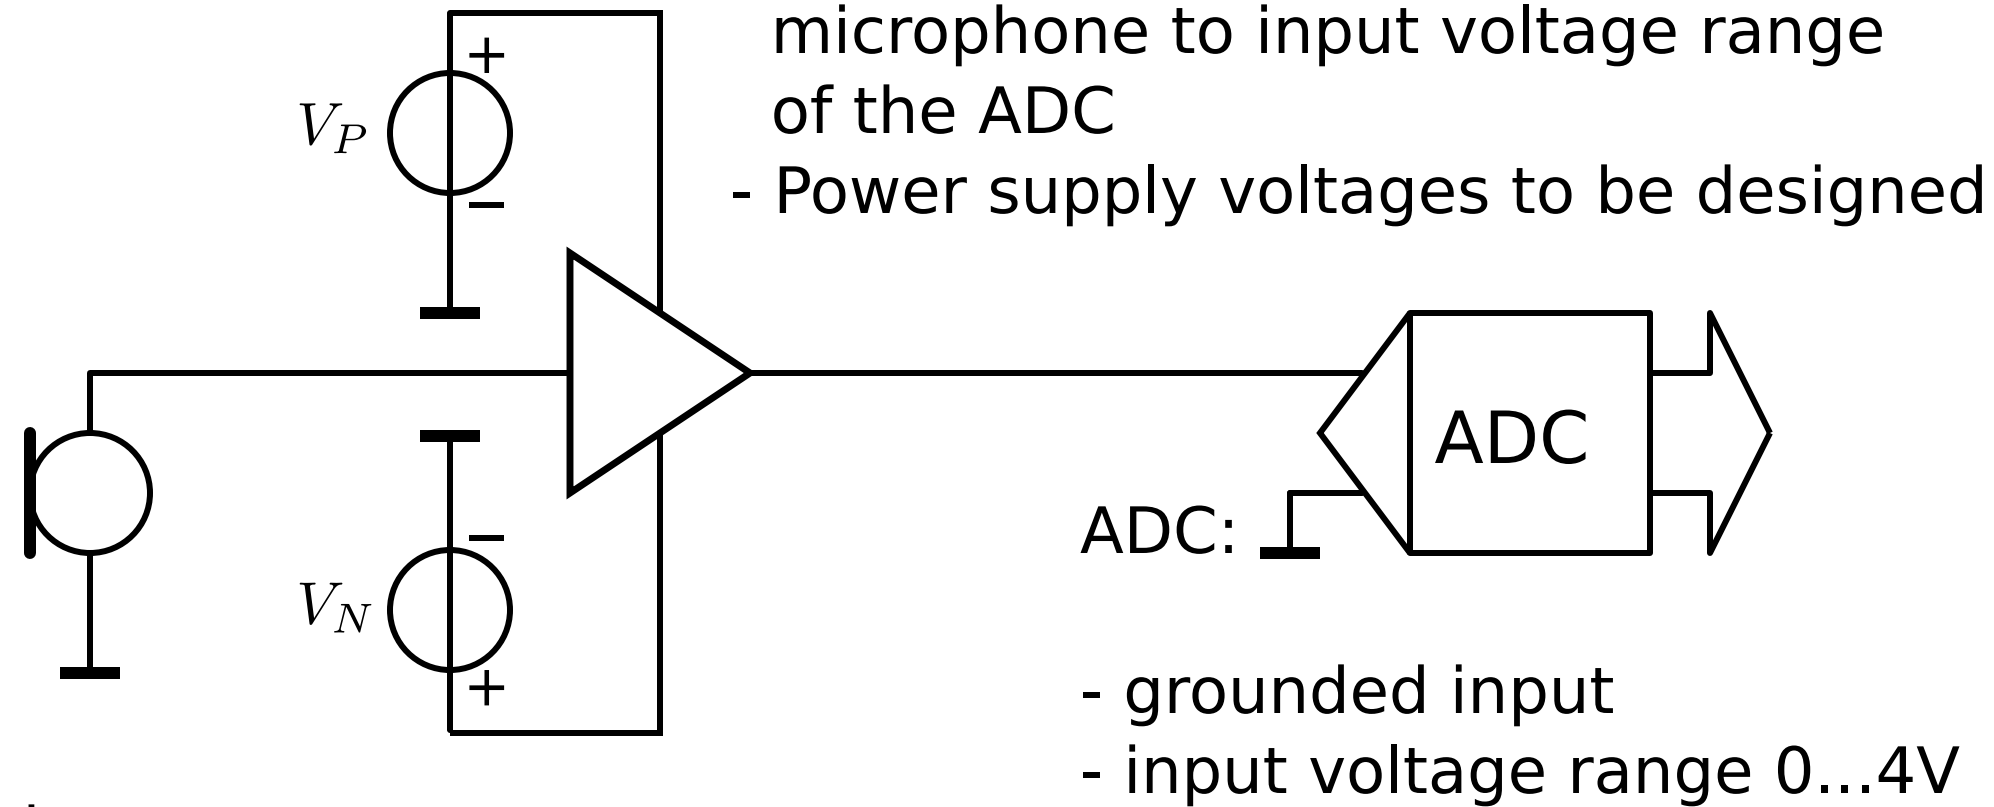 microphone to input voltage range
of the ADC
- Power supply voltages to be designed
+
V_P
−
ADC
ADC:
−
V_N
+
- grounded input
- input voltage range 0...4V